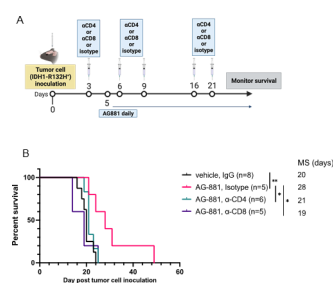 A
αCD4
or
αCD8
or
isotype
αCD4
or
αCD8
or
isotype
αCD4
or
αCD8
or
isotype
Tumor cell
(IDH1-R132H⁺)
inoculation
3 6 9 16 21
Monitor survival
Days
0
5
AG881 daily
B
MS (days)
vehicle, IgG (n=8) 20
AG-881, Isotype (n=5) 28
AG-881, α-CD4 (n=6) 21
AG-881, α-CD8 (n=5) 19
**
*
*
Percent survival
100
50
0
0 20 40 60
Day post tumor cell inoculation